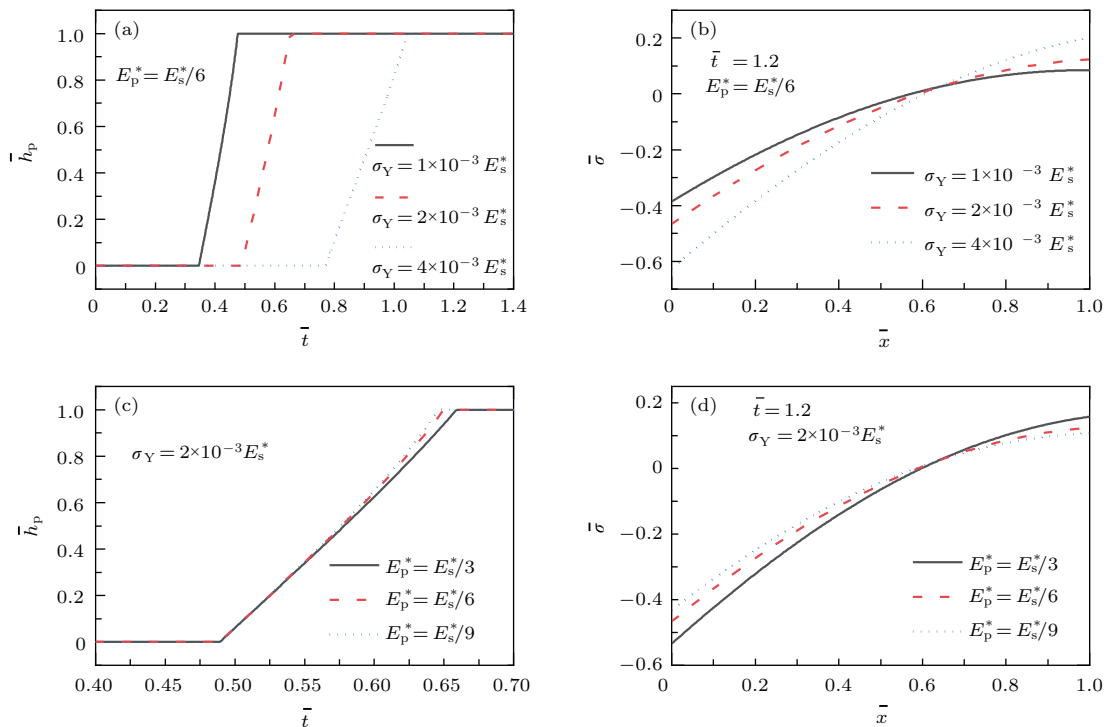 (a)
E*p = E*s/6
1.0
0.8
0.6
0.4
0.2
0
h̄p
σY = 1×10⁻³ E*s
σY = 2×10⁻³ E*s
σY = 4×10⁻³ E*s
0 0.2 0.4 0.6 0.8 1.0 1.2 1.4
t̄
(b)
t̄ = 1.2
E*p = E*s/6
0.2
0
−0.2
−0.4
−0.6
σ̄
σY = 1×10 ⁻³ E*s
σY = 2×10 ⁻³ E*s
σY = 4×10 ⁻³ E*s
0 0.2 0.4 0.6 0.8 1.0
x̄
(c)
σY = 2×10⁻³E*s
1.0
0.8
0.6
0.4
0.2
0
h̄p
E*p = E*s/3
E*p = E*s/6
E*p = E*s/9
0.40 0.45 0.50 0.55 0.60 0.65 0.70
t̄
(d)
t̄ = 1.2
σY = 2×10⁻³E*s
0.2
0
−0.2
−0.4
−0.6
σ̄
E*p = E*s/3
E*p = E*s/6
E*p = E*s/9
0 0.2 0.4 0.6 0.8 1.0
x̄